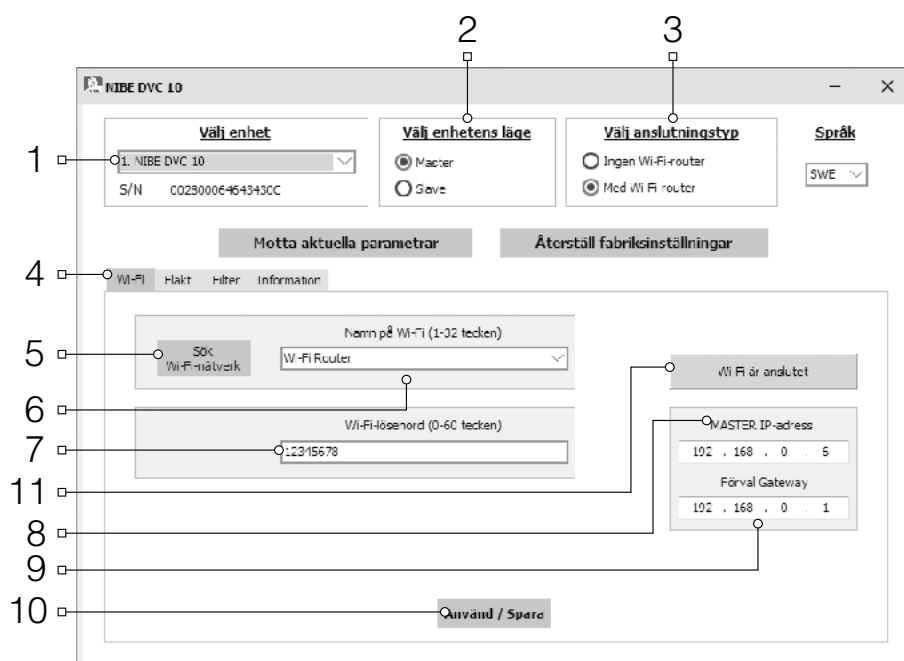 2 3
NIBE DVC 10
Välj enhet
Välj enhetens läge
Välj anslutningstyp
Språk
1
1. NIBE DVC 10
Master
Ingen Wi-Fi-router
SWE
S/N
Slave
Med Wi-Fi router
Motta aktuella parametrar
Återställ fabriksinställningar
4
Wi-Fi Fläkt Filter Information
Namn på Wi-Fi (1-32 tecken)
5
Sök
Wi-Fi-nätverk
Wi-Fi Router
Wi-Fi är anslutet
6
Wi-Fi-lösenord (0-60 tecken)
MASTER IP-adress
7
12345678
192 . 168 . 0 .
11
Förval Gateway
192 . 168 . 0 . 1
8
9
10
Använd / Spara